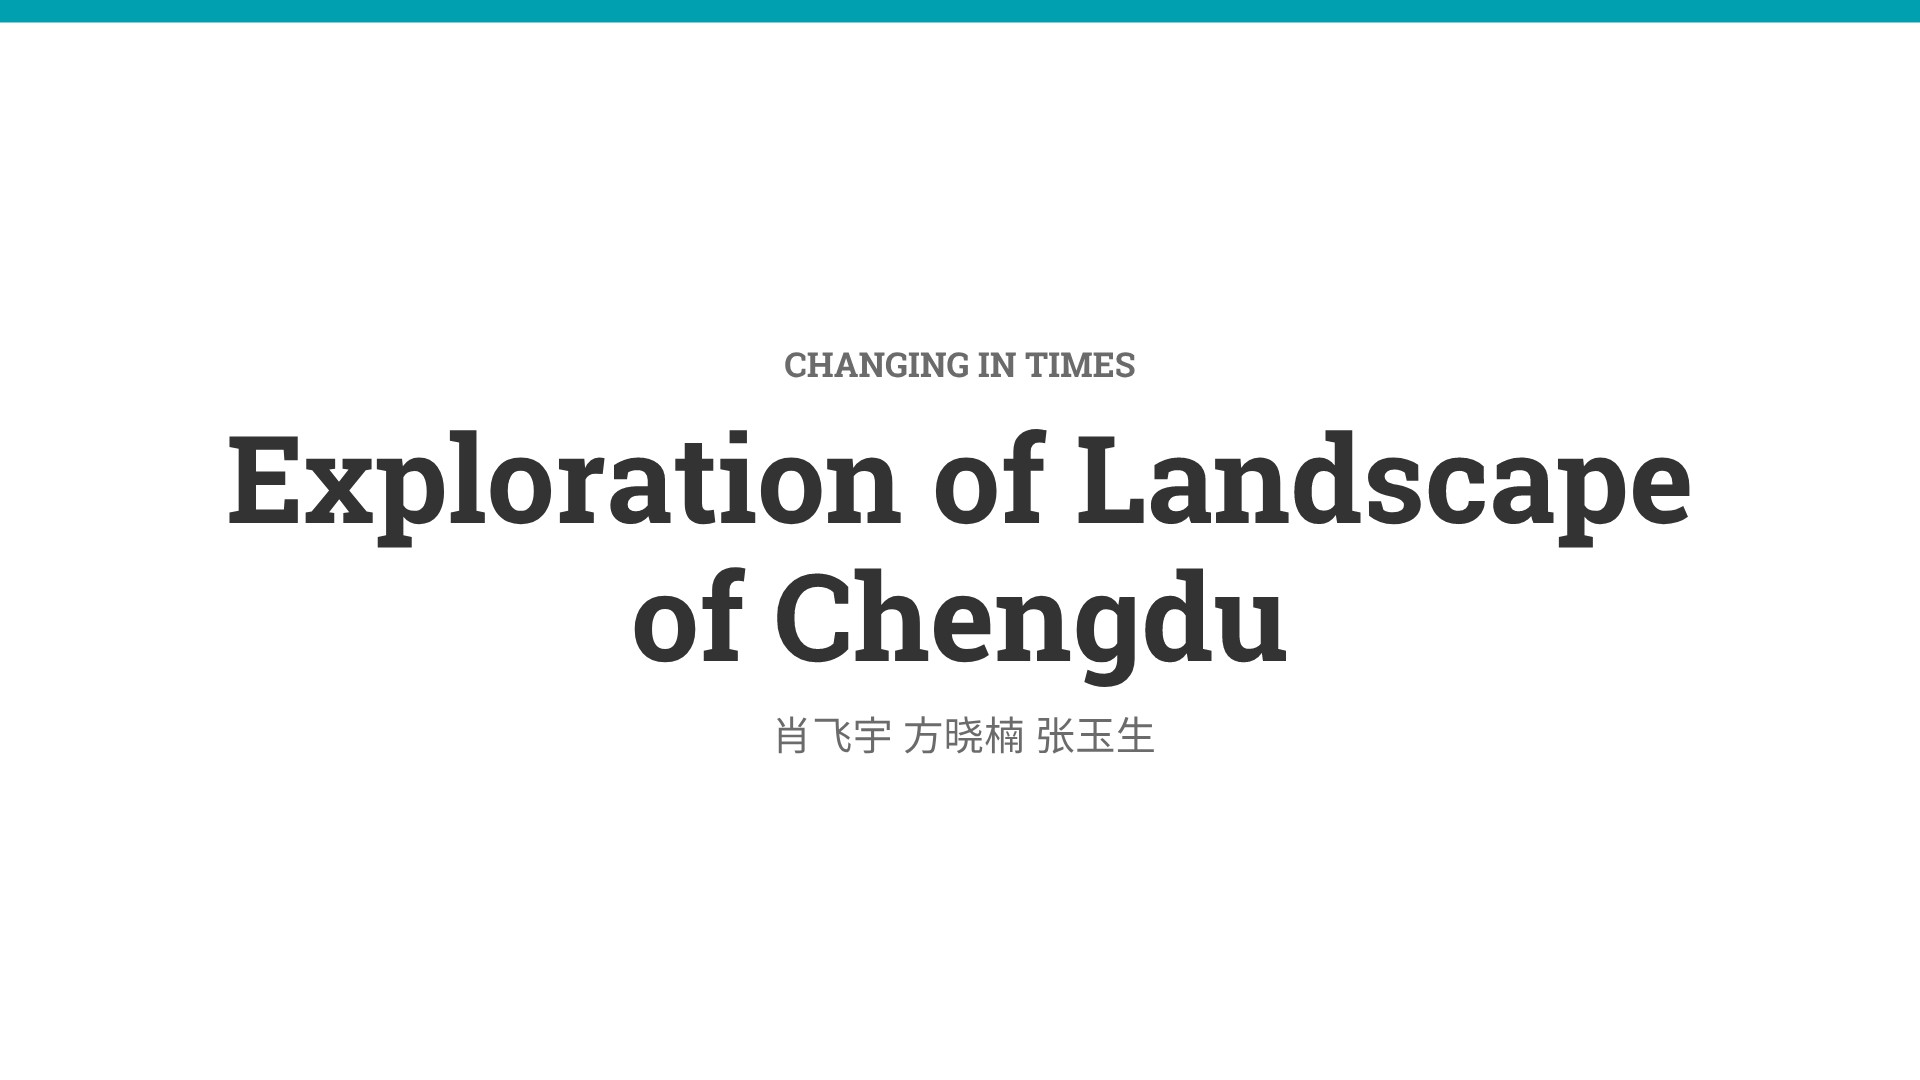 CHANGING IN TIMES
Exploration of Landscape
of Chengdu
肖飞宇 方晓楠 张玉生